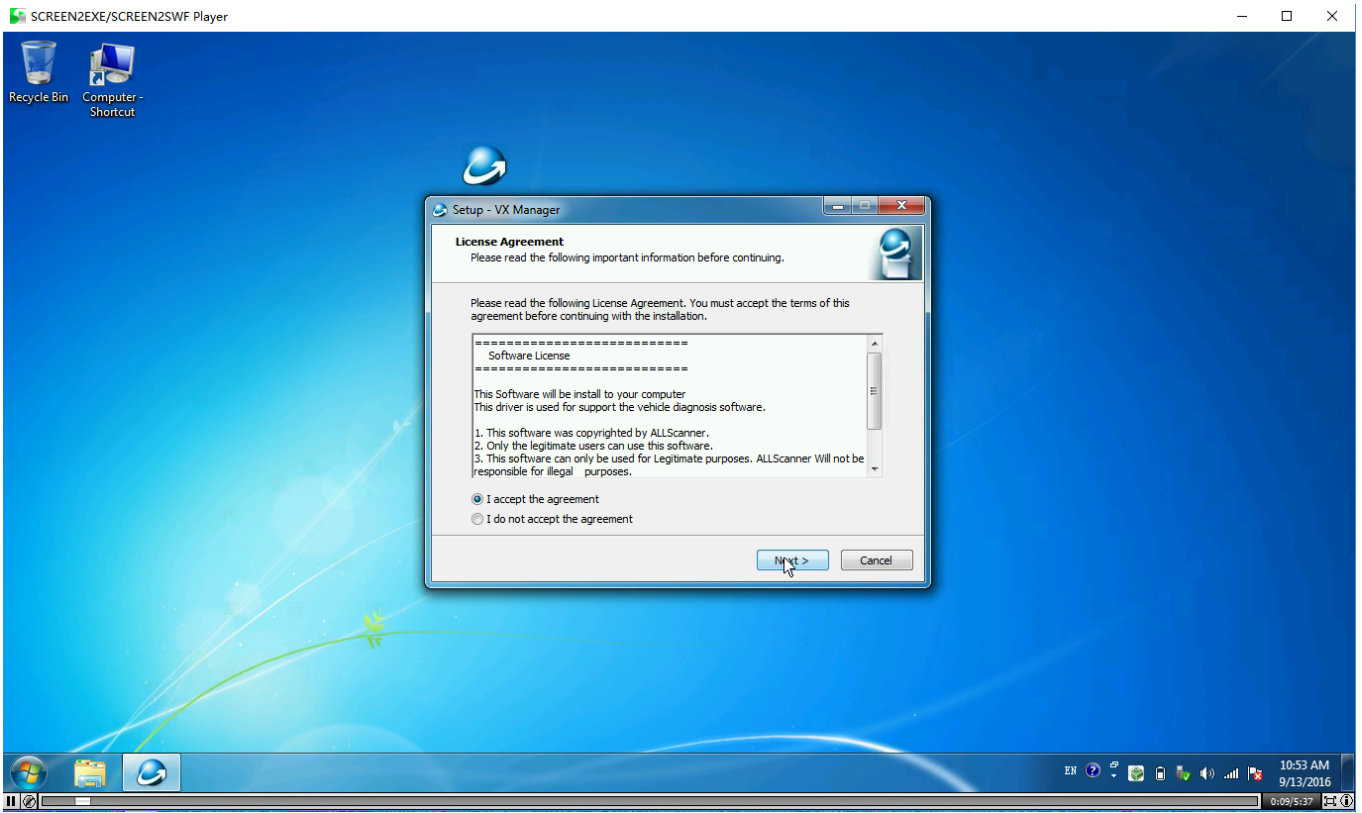 SCREEN2EXE/SCREEN2SWF Player
Recycle Bin
Computer -
Shortcut
Setup - VX Manager
License Agreement
Please read the following important information before continuing.
Please read the following License Agreement. You must accept the terms of this
agreement before continuing with the installation.
===========================
Software License
===========================
This Software will be install to your computer
This driver is used for support the vehicle diagnosis software.
1. This software was copyrighted by ALLScanner.
2. Only the legitimate users can use this software.
3. This software can only be used for Legitimate purposes. ALLScanner Will not be
responsible for illegal purposes.
I accept the agreement
I do not accept the agreement
Next >
Cancel
EN
10:53 AM
9/13/2016
0:09/5:37